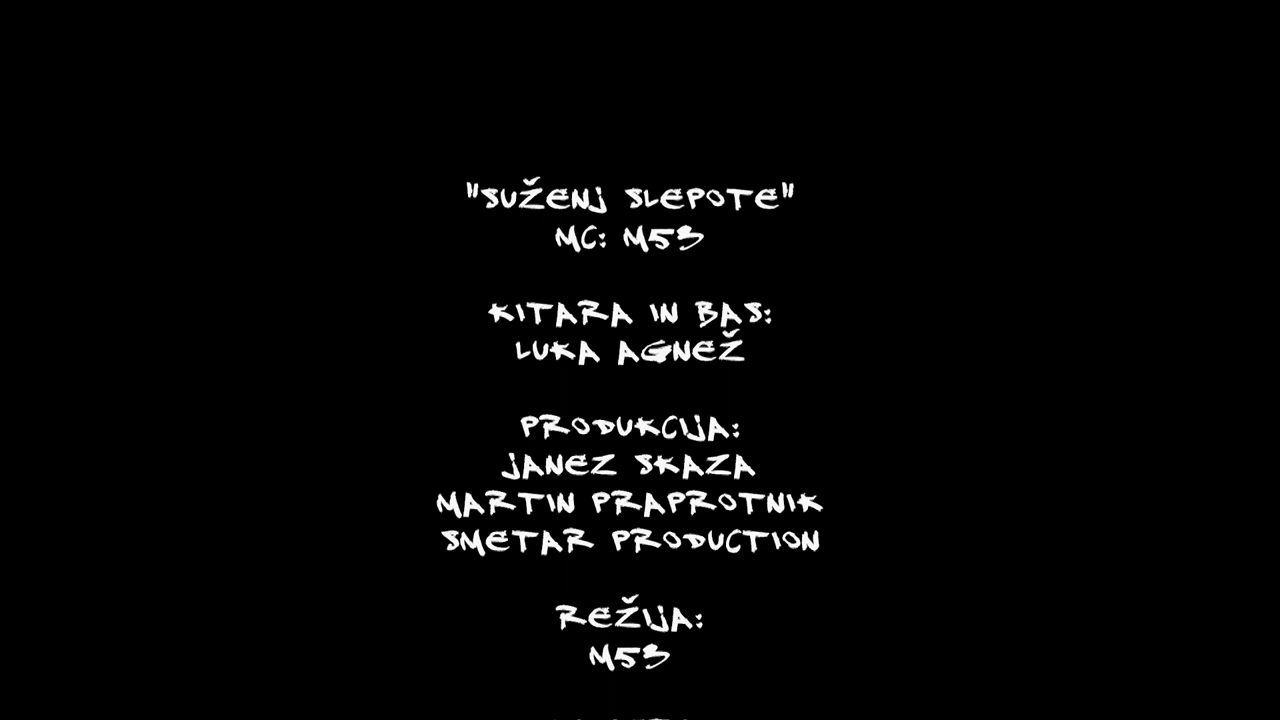 "SUŽENJ SLEPOTE"
MC: M53
KITARA IN BAS:
LUKA AGNEŽ
PRODUKCIJA:
JANEZ SKAZA
MARTIN PRAPROTNIK
SMETAR PRODUCTION
REŽIJA:
M53